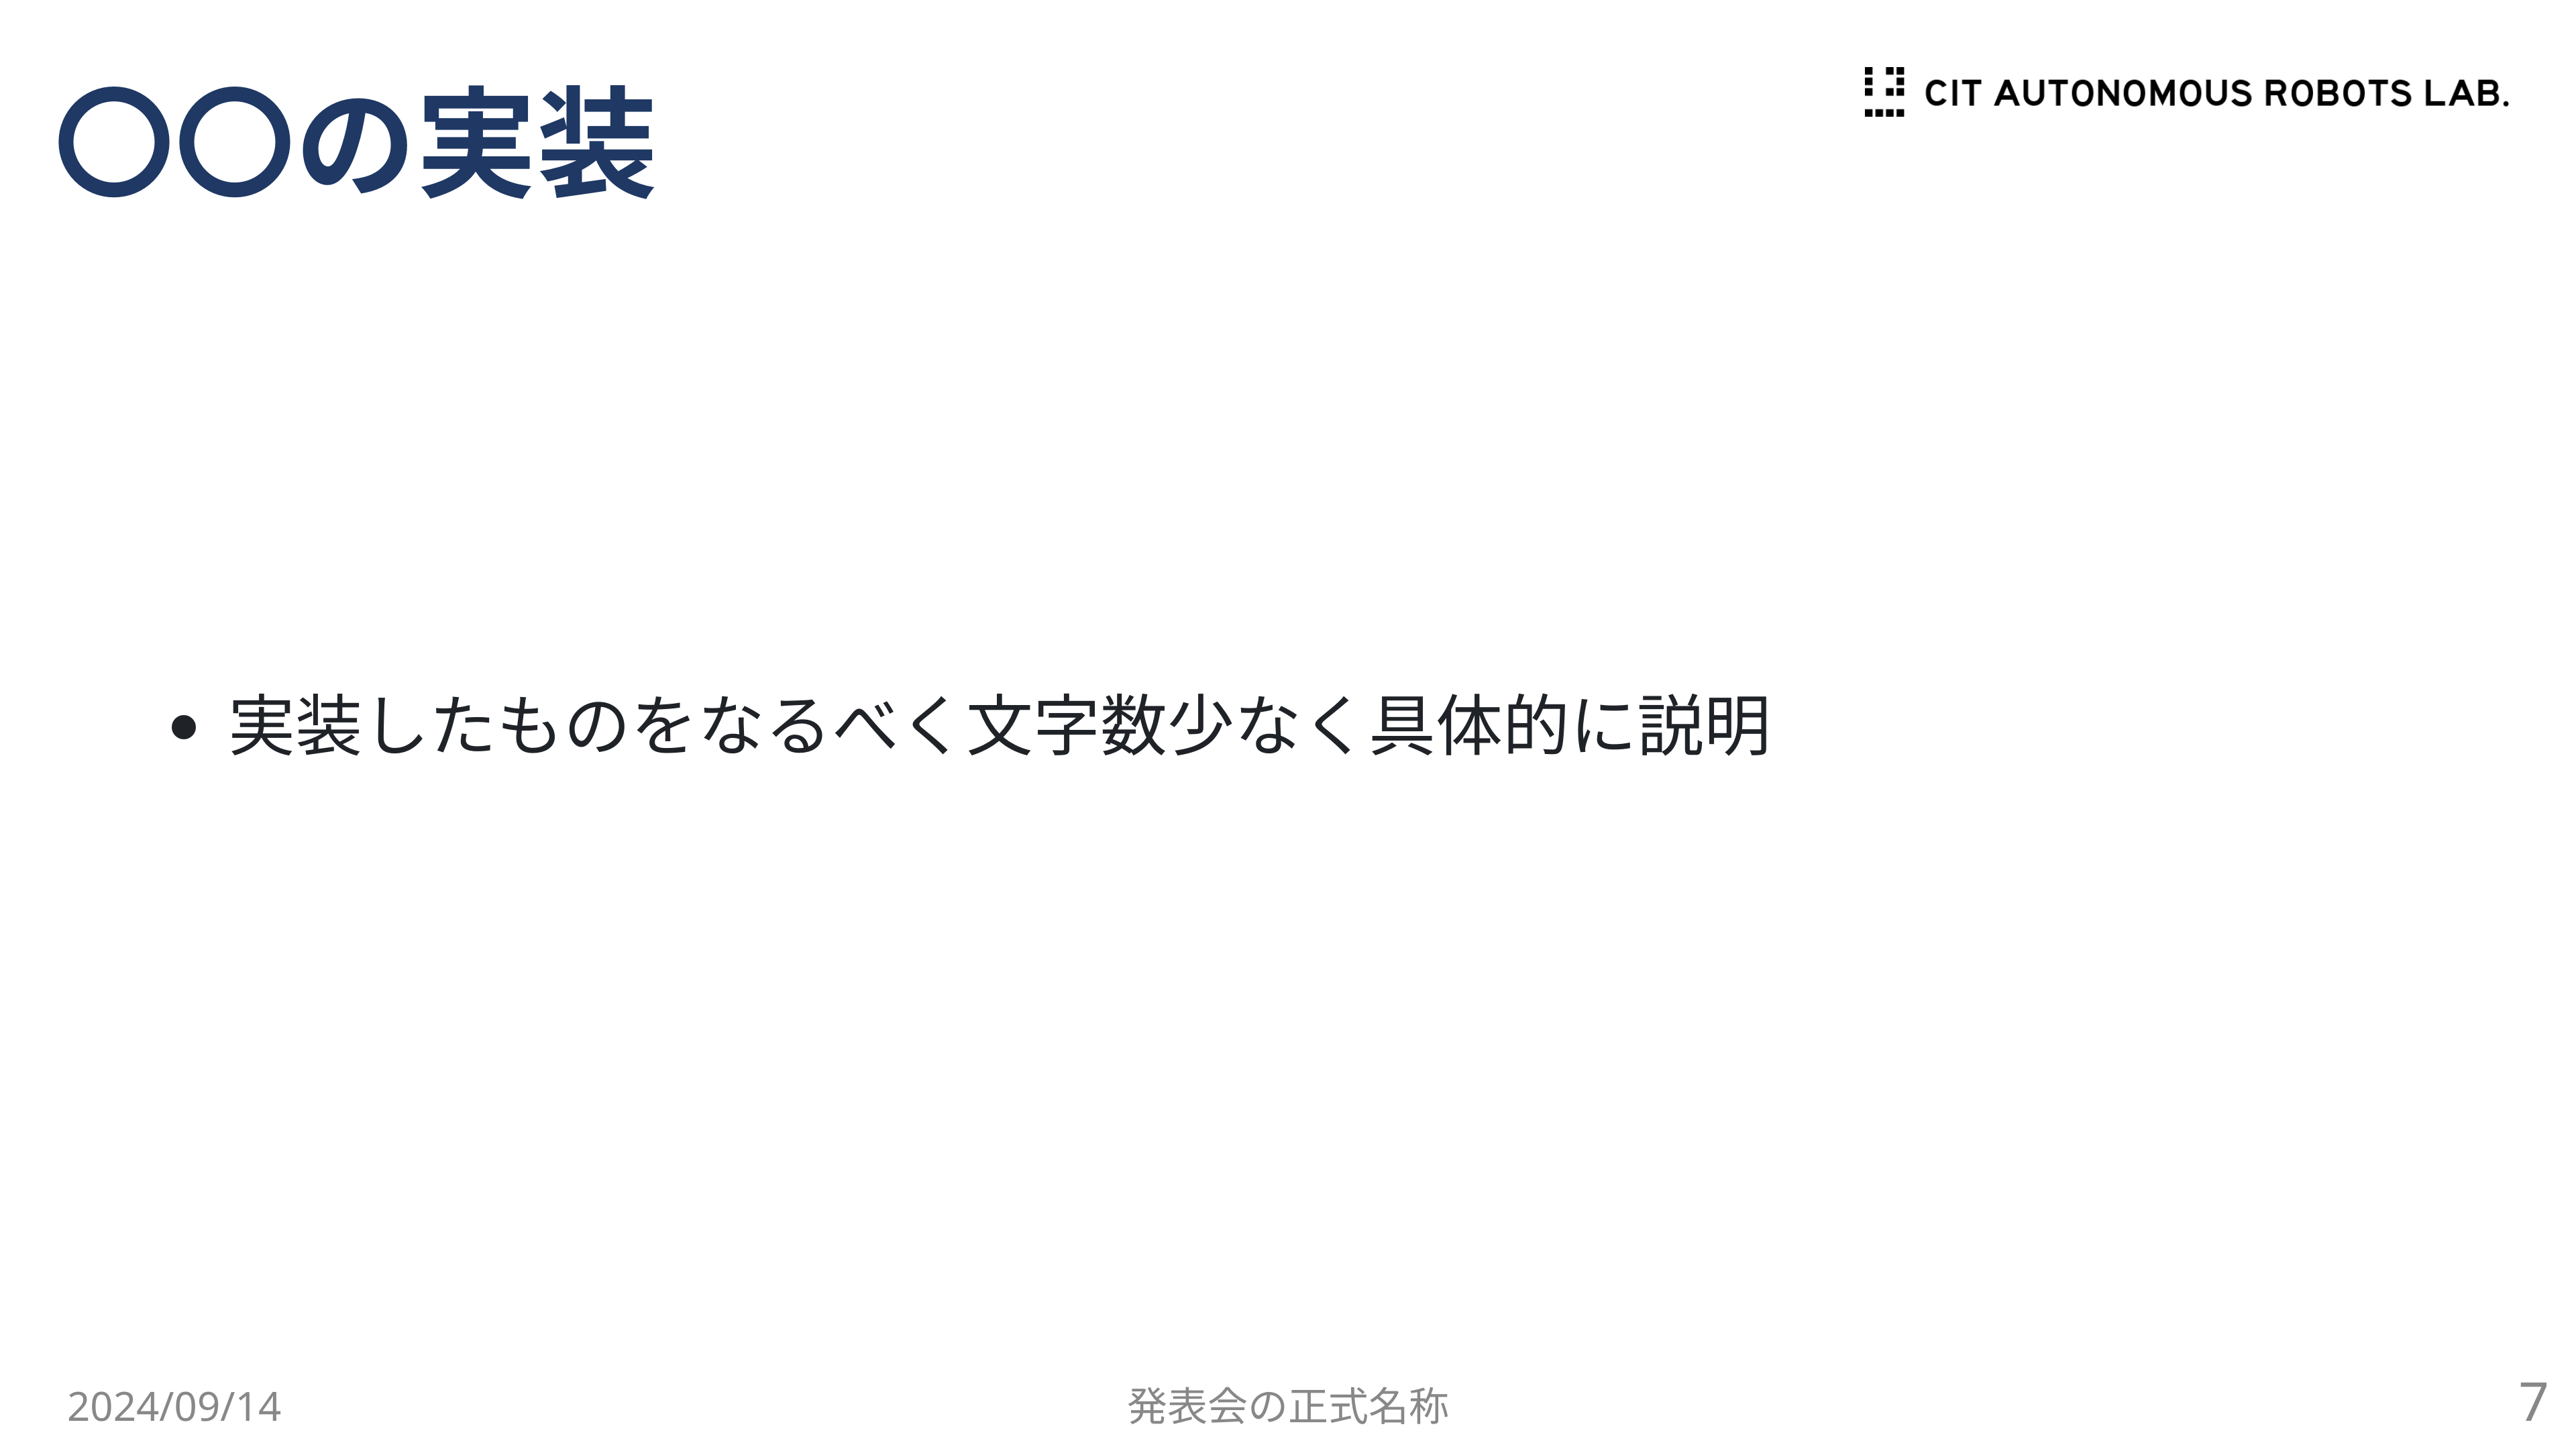 〇〇の実装
CIT AUTONOMOUS ROBOTS LAB.
• 実装したものをなるべく文字数少なく具体的に説明
2024/09/14
発表会の正式名称
7